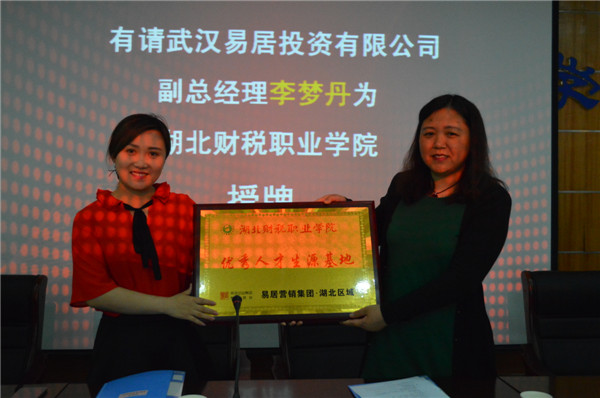 有请武汉易居投资有限公司
副总经理李梦丹为
湖北财税职业学院
授牌
湖北财税职业学院
优秀人才生源基地
易居营销集团·湖北区域